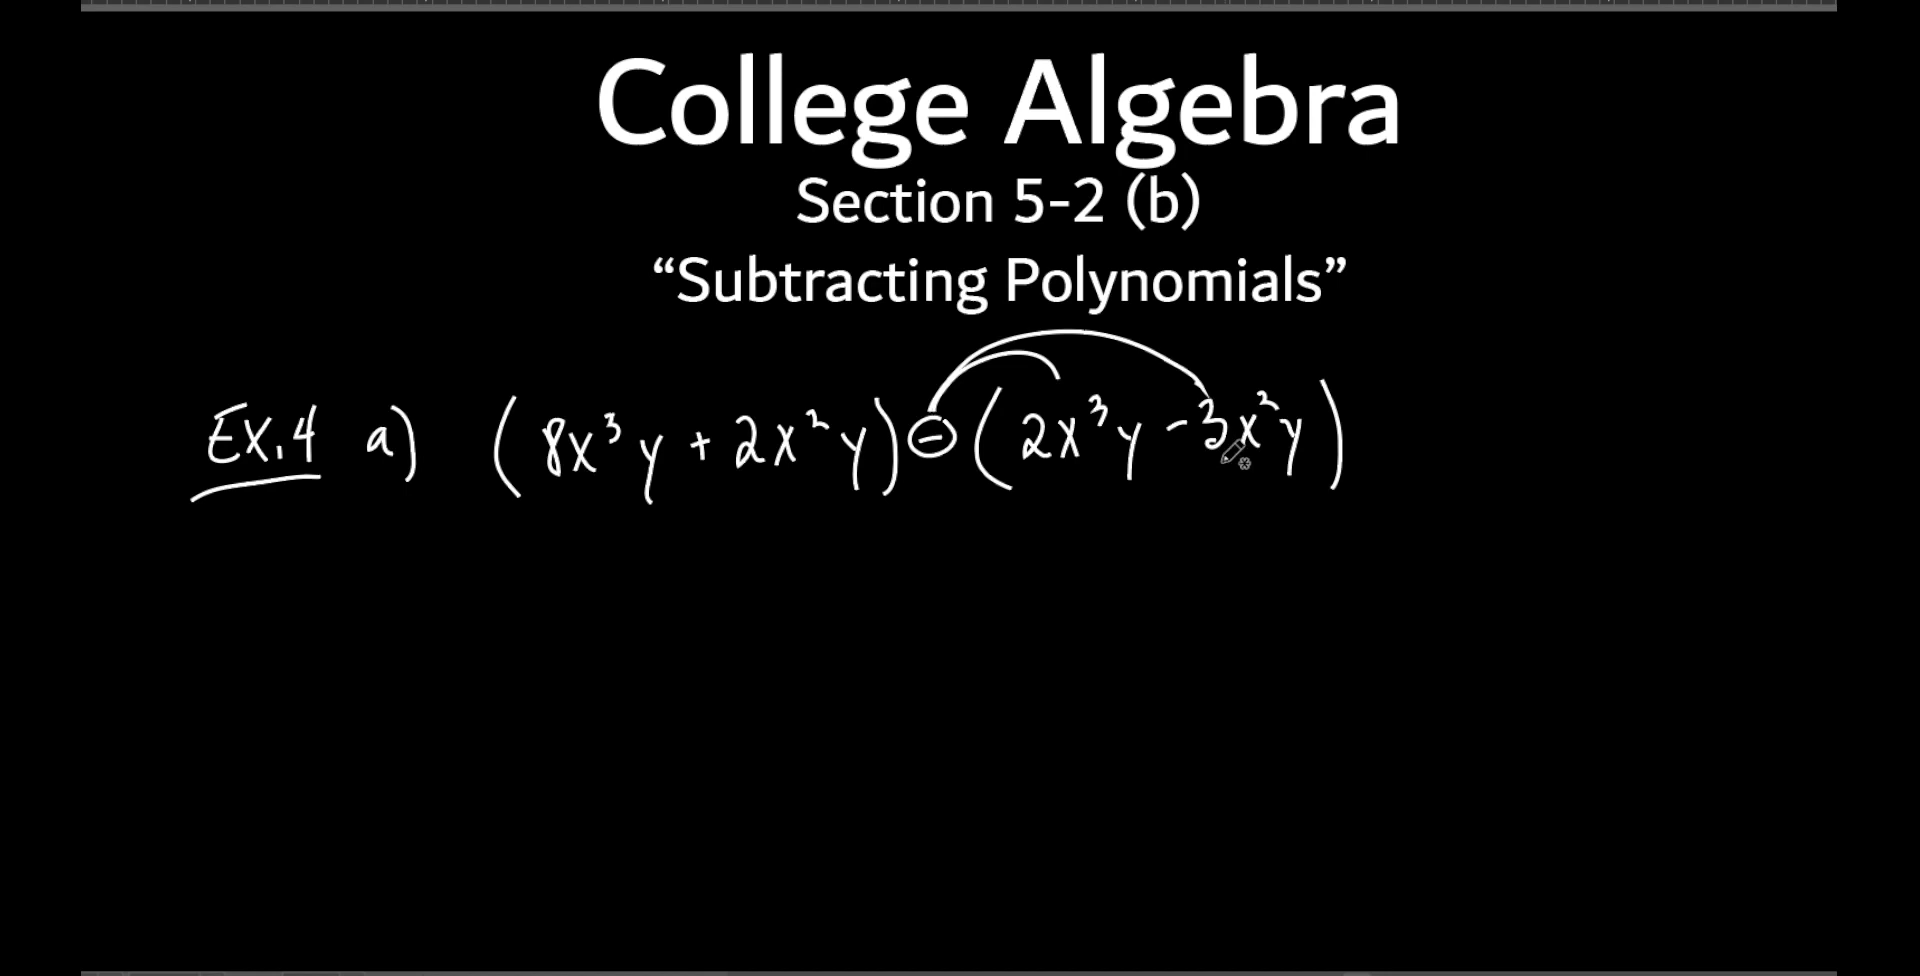 College Algebra
Section 5-2 (b)
“Subtracting Polynomials”
EX.4 a) (8x³y + 2x²y) - (2x³y - 3x²y)